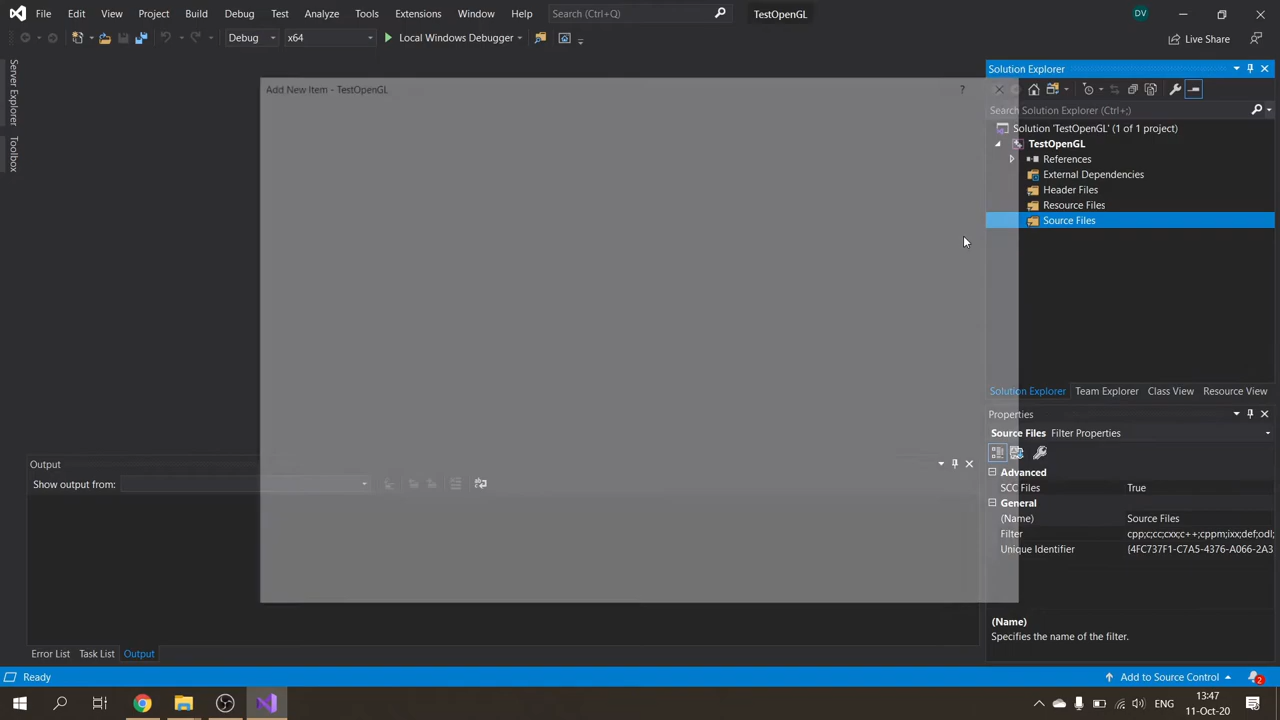 File Edit View Project Build Debug Test Analyze Tools Extensions Window Help Search (Ctrl+Q) TestOpenGL DV
Debug x64 Local Windows Debugger Live Share
Server Explorer
Toolbox
Add New Item - TestOpenGL ?
Solution Explorer
Search Solution Explorer (Ctrl+;)
Solution 'TestOpenGL' (1 of 1 project)
TestOpenGL
References
External Dependencies
Header Files
Resource Files
Source Files
Solution Explorer Team Explorer Class View Resource View
Properties
Source Files Filter Properties
Advanced
SCC Files True
General
(Name) Source Files
Filter cpp;c;cc;cxx;c++;cppm;ixx;def;odl;
Unique Identifier {4FC737F1-C7A5-4376-A066-2A3
(Name)
Specifies the name of the filter.
Output
Show output from:
Error List Task List Output
Ready Add to Source Control 2
ENG 13:47
11-Oct-20